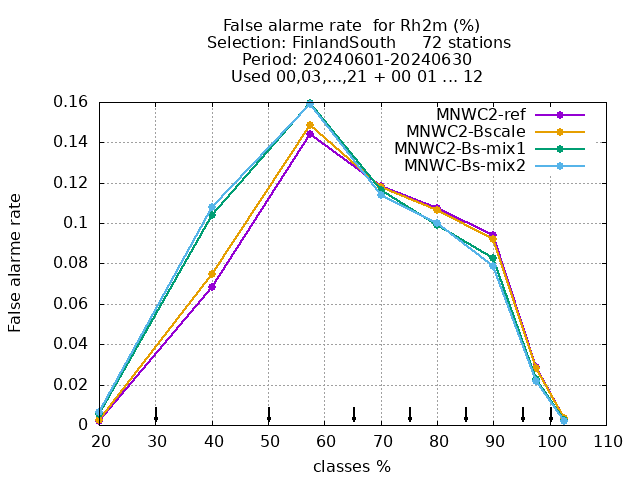 False alarme rate  for Rh2m (%)
Selection: FinlandSouth     72 stations
Period: 20240601-20240630
Used 00,03,...,21 + 00 01 ... 12
MNWC2-ref
MNWC2-Bscale
MNWC2-Bs-mix1
MNWC-Bs-mix2
False alarme rate
0.16
0.14
0.12
0.1
0.08
0.06
0.04
0.02
0
20 30 40 50 60 70 80 90 100 110
classes %